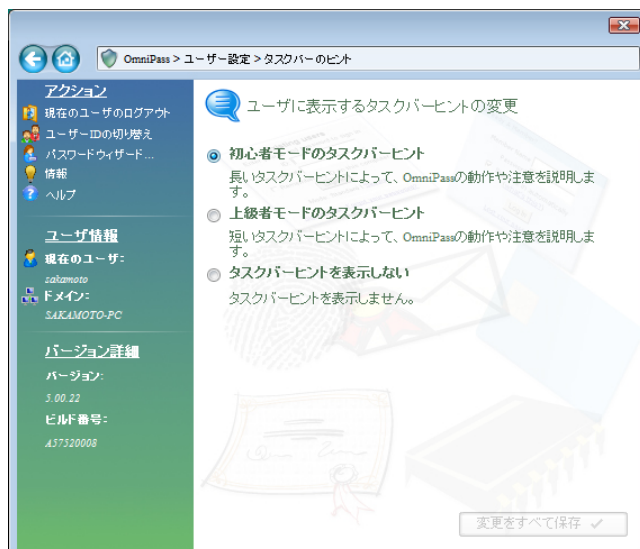 OmniPass > ユーザー設定 > タスクバーのヒント
アクション
現在のユーザのログアウト
ユーザーIDの切り替え
パスワードウィザード...
情報
ヘルプ
ユーザ情報
現在のユーザ:
sakamoto
ドメイン:
SAKAMOTO-PC
バージョン詳細
バージョン:
5.00.22
ビルド番号:
A57520008
ユーザに表示するタスクバーヒントの変更
初心者モードのタスクバーヒント
長いタスクバーヒントによって、OmniPassの動作や注意を説明しま
す。
上級者モードのタスクバーヒント
短いタスクバーヒントによって、OmniPassの動作や注意を説明しま
す。
タスクバーヒントを表示しない
タスクバーヒントを表示しません。
変更をすべて保存